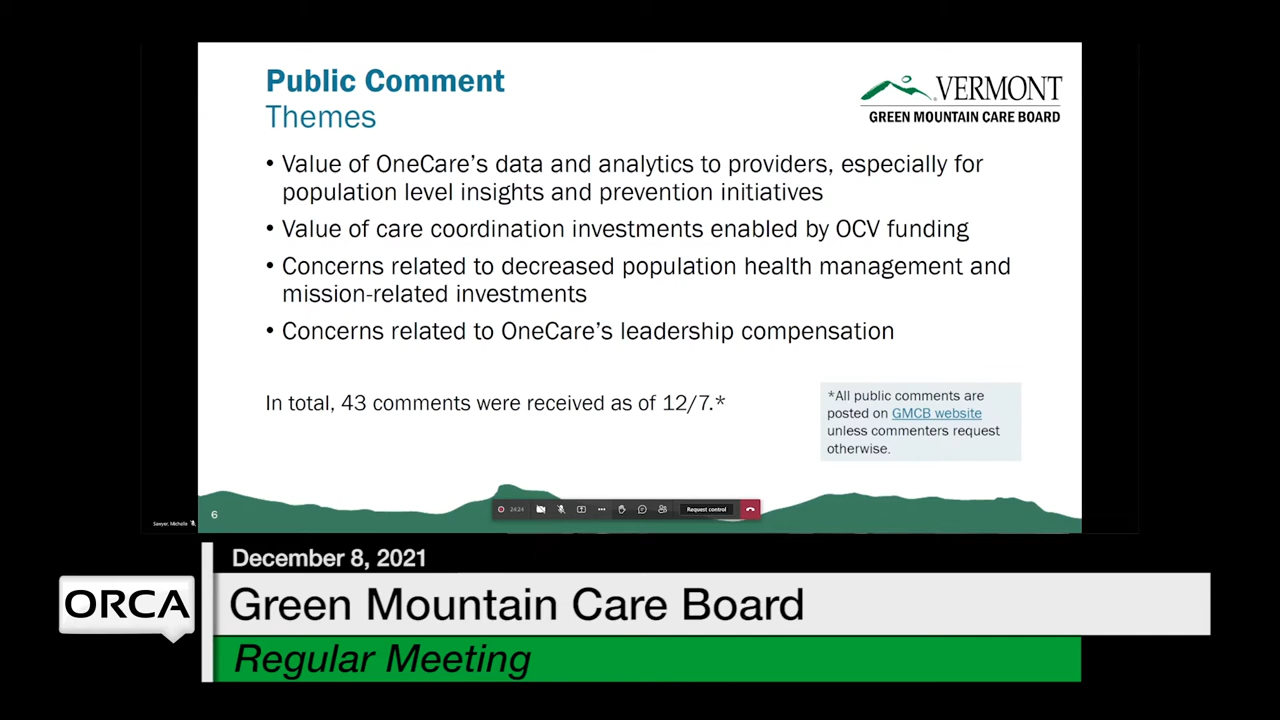 Public Comment
Themes
VERMONT
GREEN MOUNTAIN CARE BOARD
• Value of OneCare's data and analytics to providers, especially for
population level insights and prevention initiatives
• Value of care coordination investments enabled by OCV funding
• Concerns related to decreased population health management and
mission-related investments
• Concerns related to OneCare's leadership compensation
In total, 43 comments were received as of 12/7.*
*All public comments are
posted on GMCB website
unless commenters request
otherwise.
6
24:24
Request control
Sawyer, Michelle
December 8, 2021
ORCA
Green Mountain Care Board
Regular Meeting